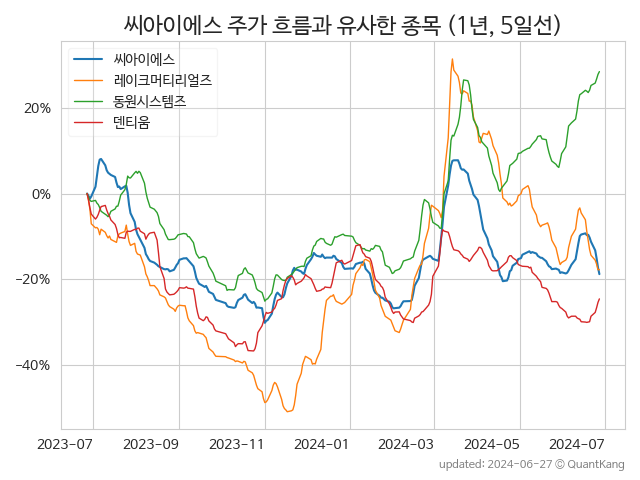 씨아이에스 주가 흐름과 유사한 종목 (1년, 5일선)
씨아이에스
레이크머티리얼즈
동원시스템즈
덴티움
20%
0%
−20%
−40%
2023-07 2023-09 2023-11 2024-01 2024-03 2024-05 2024-07
updated: 2024-06-27 © QuantKang